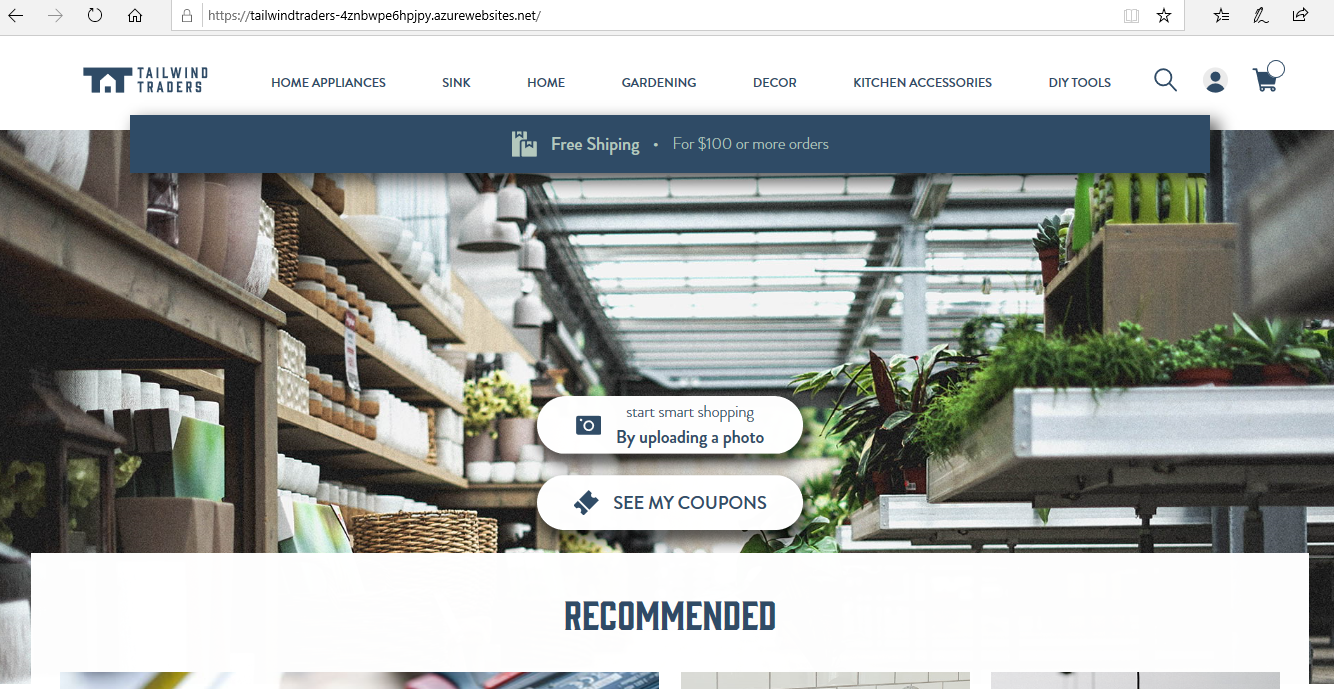 https://tailwindtraders-4znbwpe6hpjpy.azurewebsites.net/
TAILWIND
TRADERS
HOME APPLIANCES
SINK
HOME
GARDENING
DECOR
KITCHEN ACCESSORIES
DIY TOOLS
Free Shiping • For $100 or more orders
start smart shopping
By uploading a photo
SEE MY COUPONS
RECOMMENDED